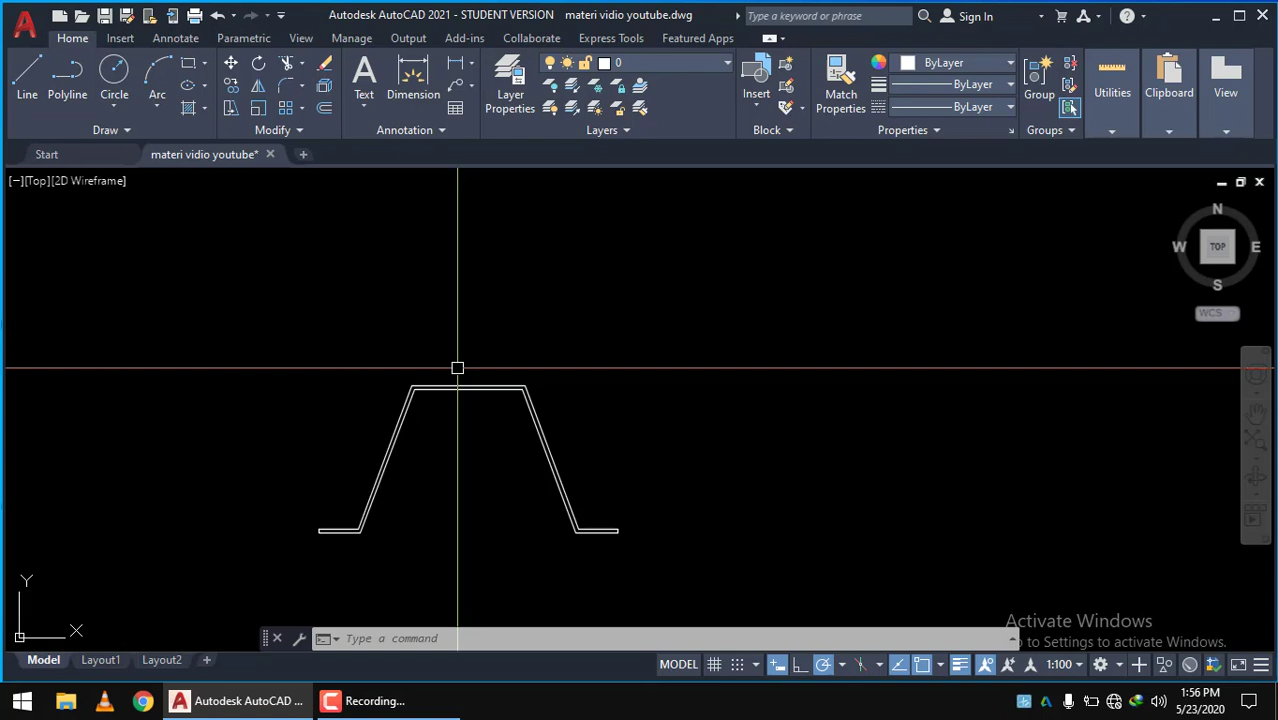 Autodesk AutoCAD 2021 - STUDENT VERSION materi vidio youtube.dwg Type a keyword or phrase Sign In
Home Insert Annotate Parametric View Manage Output Add-ins Collaborate Express Tools Featured Apps
0 ByLayer
ByLayer
ByLayer
Line Polyline Circle Arc Text Dimension Layer Properties Insert Match Properties Group Utilities Clipboard View
Draw Modify Annotation Layers Block Properties Groups
Start materi vidio youtube*
[−][Top][2D Wireframe]
N
W TOP E
S
WCS
Y
X
Activate Windows
Go to Settings to activate Windows.
Type a command
Model Layout1 Layout2 MODEL 1:100
Autodesk AutoCAD ... Recording...
1:56 PM
5/23/2020